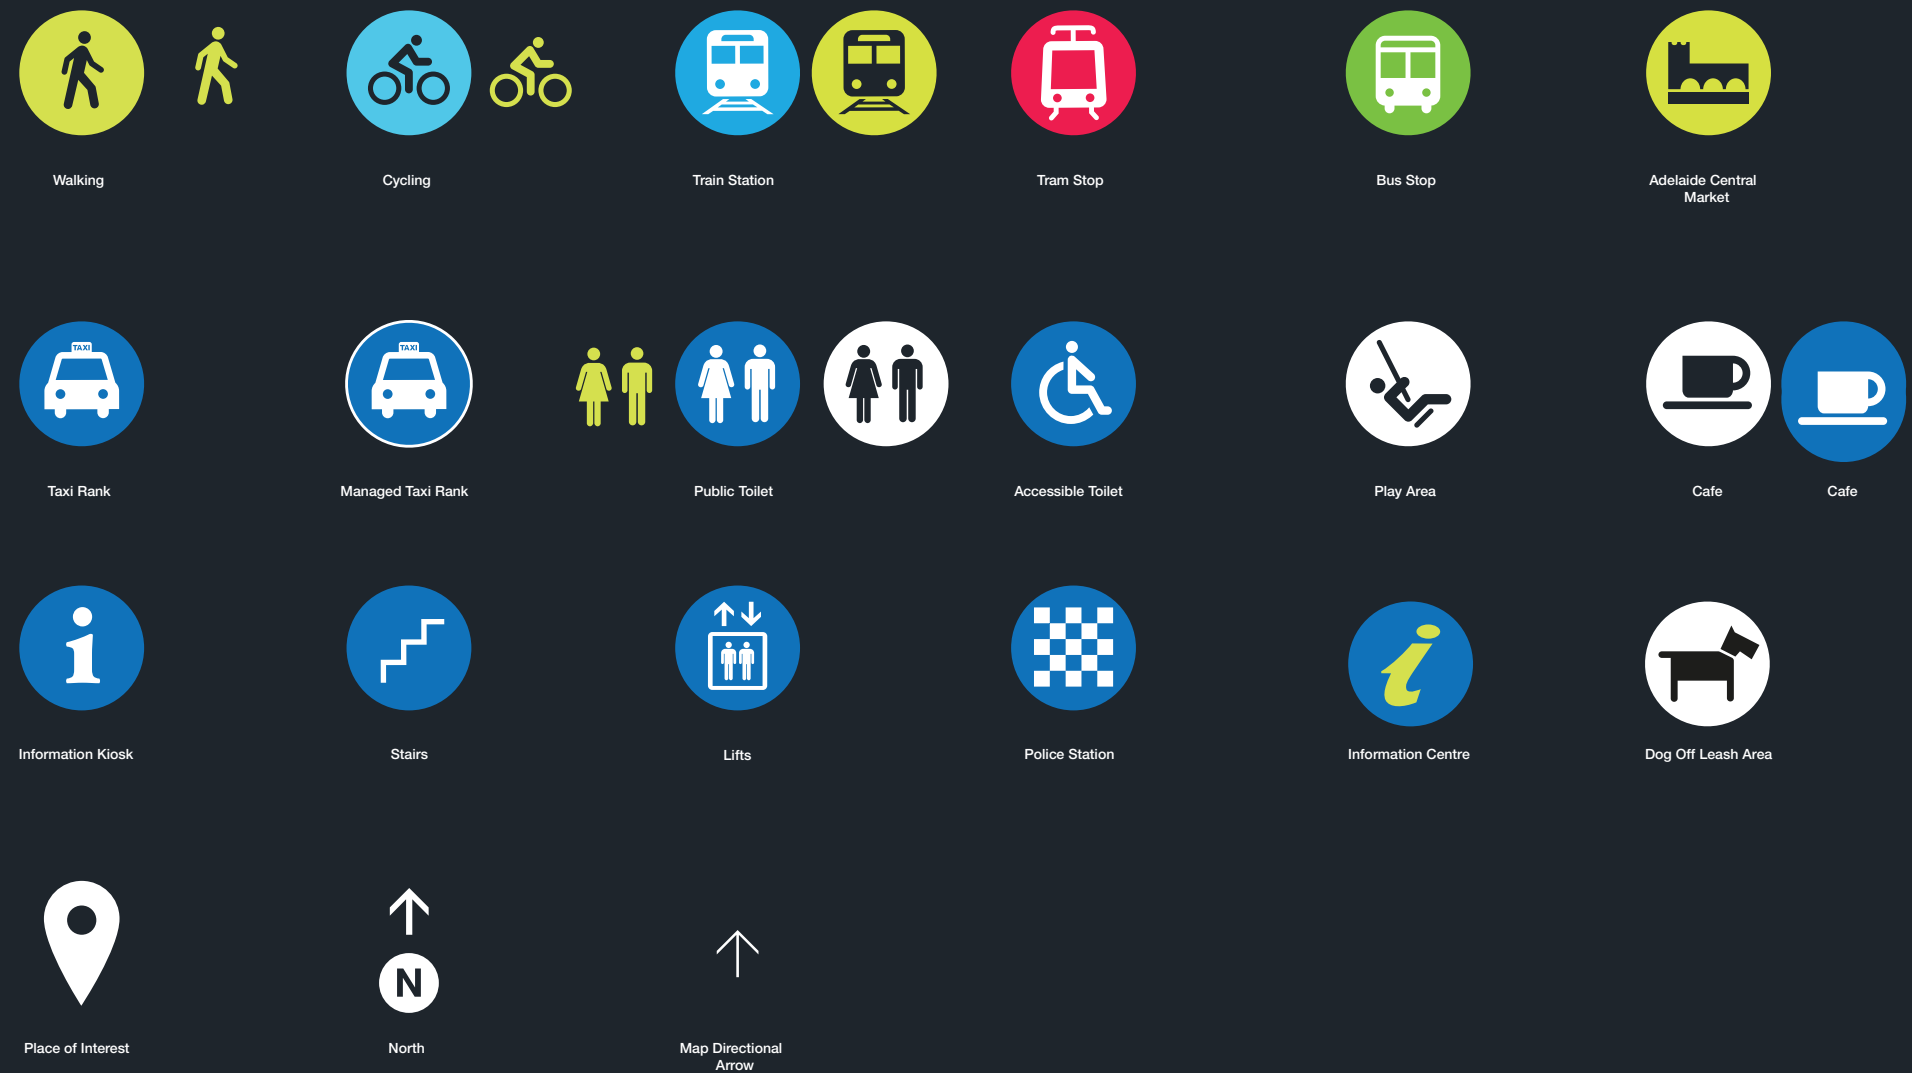 Walking
Cycling
Train Station
Tram Stop
Bus Stop
Adelaide Central
Market
TAXI
TAXI
Taxi Rank
Managed Taxi Rank
Public Toilet
Accessible Toilet
Play Area
Cafe
Cafe
i
i
Information Kiosk
Stairs
Lifts
Police Station
Information Centre
Dog Off Leash Area
N
Place of Interest
North
Map Directional
Arrow